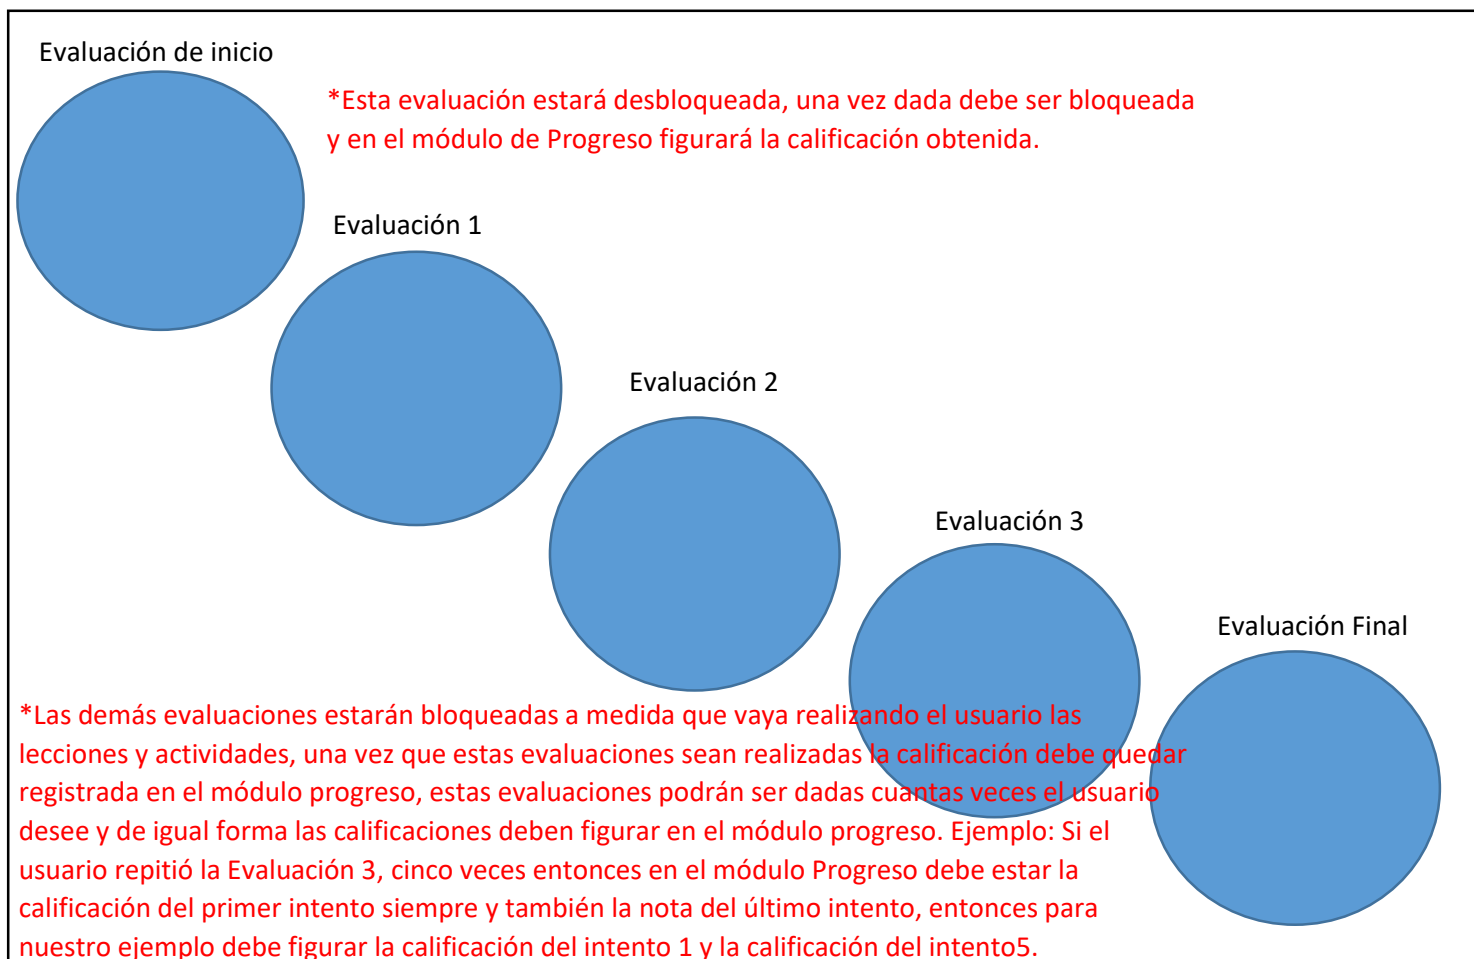 Evaluación de inicio
*Esta evaluación estará desbloqueada, una vez dada debe ser bloqueada
y en el módulo de Progreso figurará la calificación obtenida.
Evaluación 1
Evaluación 2
Evaluación 3
Evaluación Final
*Las demás evaluaciones estarán bloqueadas a medida que vaya realizando el usuario las
lecciones y actividades, una vez que estas evaluaciones sean realizadas la calificación debe quedar
registrada en el módulo progreso, estas evaluaciones podrán ser dadas cuantas veces el usuario
desee y de igual forma las calificaciones deben figurar en el módulo progreso. Ejemplo: Si el
usuario repitió la Evaluación 3, cinco veces entonces en el módulo Progreso debe estar la
calificación del primer intento siempre y también la nota del último intento, entonces para
nuestro ejemplo debe figurar la calificación del intento 1 y la calificación del intento5.